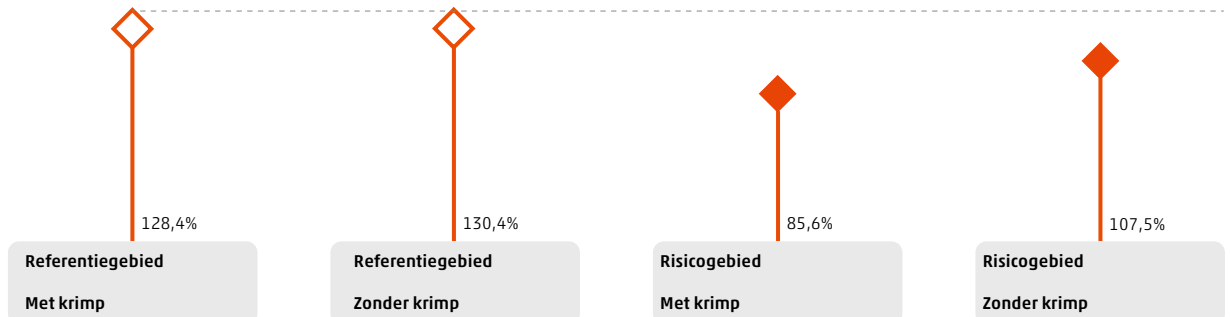 128,4%
130,4%
85,6%
107,5%
Referentiegebied
Met krimp
Referentiegebied
Zonder krimp
Risicogebied
Met krimp
Risicogebied
Zonder krimp